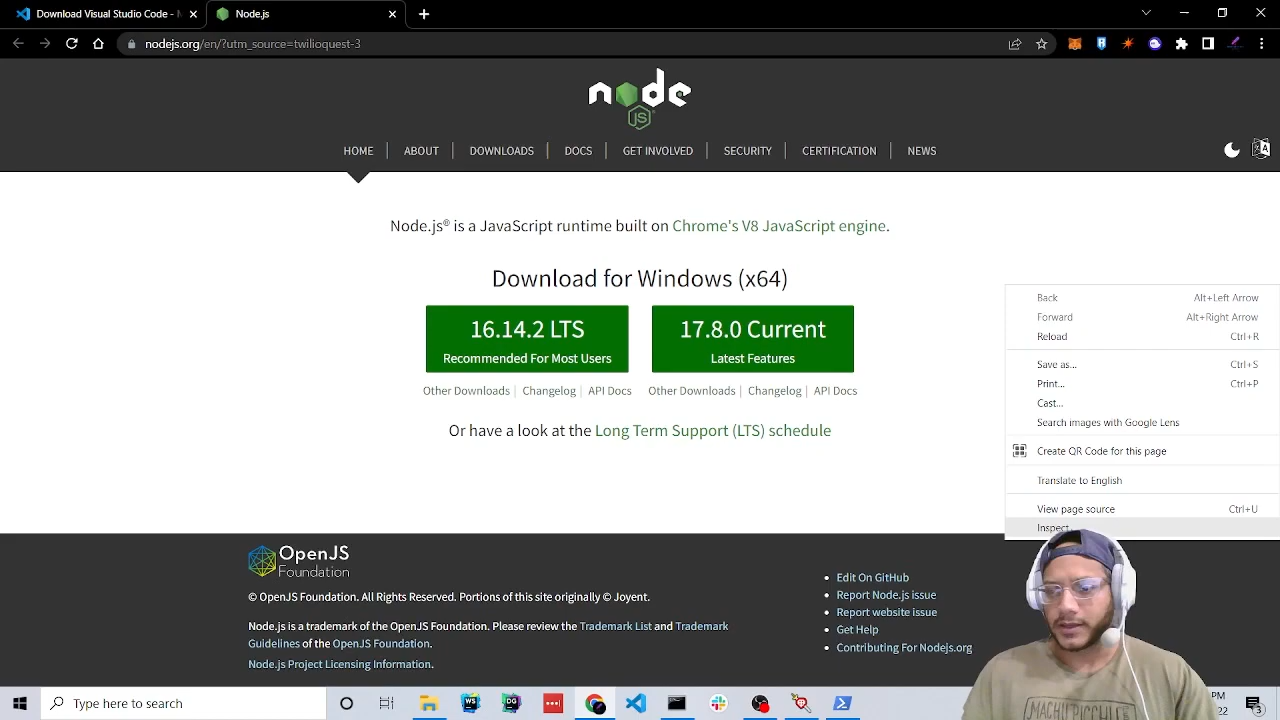 Download Visual Studio Code -
Node.js
nodejs.org/en/?utm_source=twilioquest-3
node
JS
HOME
ABOUT
DOWNLOADS
DOCS
GET INVOLVED
SECURITY
CERTIFICATION
NEWS
Node.js® is a JavaScript runtime built on Chrome's V8 JavaScript engine.
Download for Windows (x64)
16.14.2 LTS
Recommended For Most Users
17.8.0 Current
Latest Features
Other Downloads | Changelog | API Docs
Other Downloads | Changelog | API Docs
Or have a look at the Long Term Support (LTS) schedule
Back Alt+Left Arrow
Forward Alt+Right Arrow
Reload Ctrl+R
Save as... Ctrl+S
Print... Ctrl+P
Cast...
Search images with Google Lens
Create QR Code for this page
Translate to English
View page source Ctrl+U
Inspect
OpenJS
Foundation
© OpenJS Foundation. All Rights Reserved. Portions of this site originally © Joyent.
Node.js is a trademark of the OpenJS Foundation. Please review the Trademark List and Trademark
Guidelines of the OpenJS Foundation.
Node.js Project Licensing Information.
Edit On GitHub
Report Node.js issue
Report website issue
Get Help
Contributing For Nodejs.org
MACHU PICCHU
Type here to search
WS
DG
PM
22
3